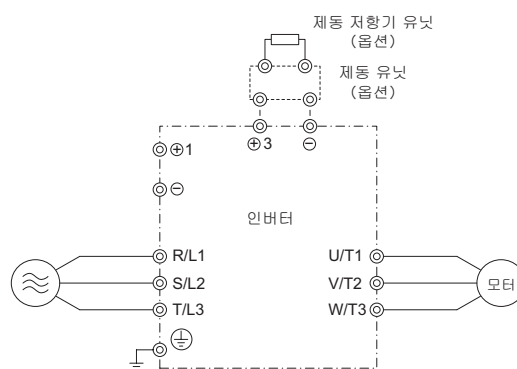 제동 저항기 유닛
(옵션)
제동 유닛
(옵션)
⊕1
⊕3
⊖
⊖
인버터
R/L1
U/T1
S/L2
V/T2
모터
T/L3
W/T3